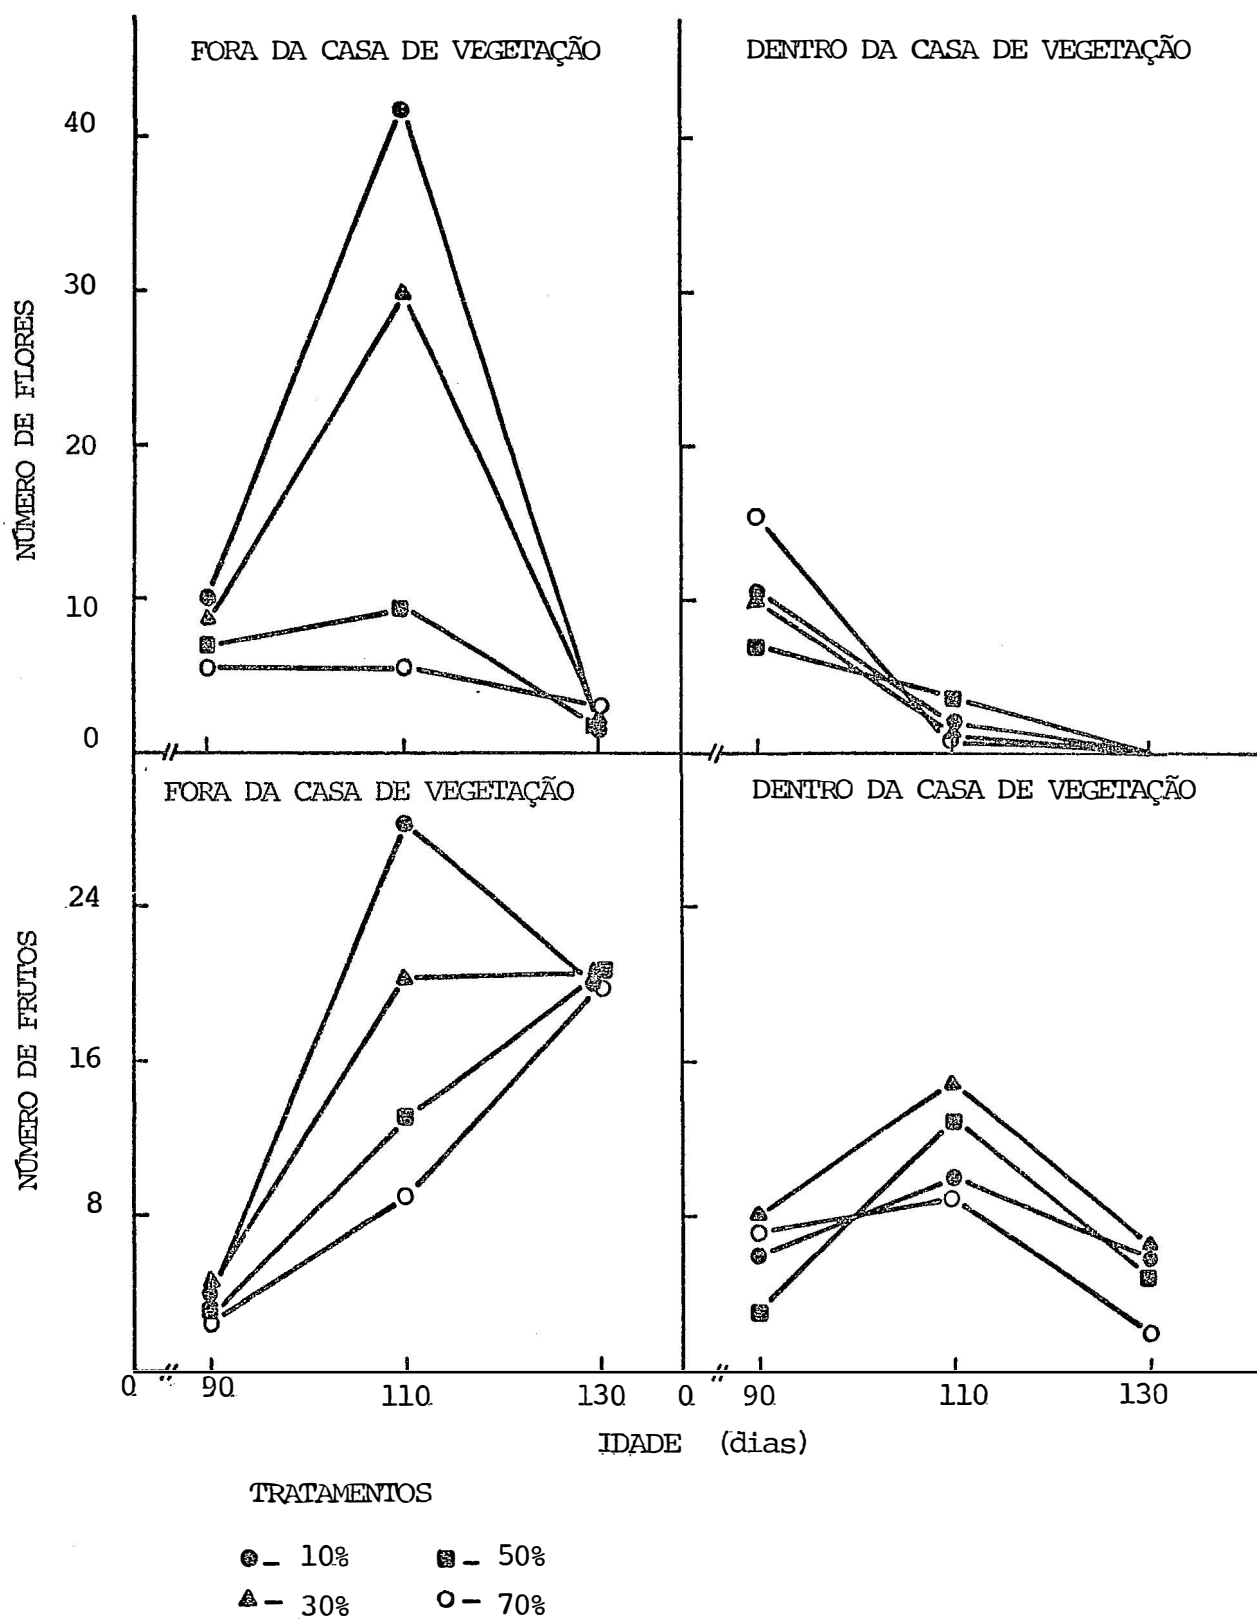 FORA DA CASA DE VEGETAÇÃO
DENTRO DA CASA DE VEGETAÇÃO
NÚMERO DE FLORES
40
30
20
10
0
FORA DA CASA DE VEGETAÇÃO
DENTRO DA CASA DE VEGETAÇÃO
NÚMERO DE FRUTOS
24
16
8
0 90 110 130 0 90 110 130
IDADE (dias)
TRATAMENTOS
10% 50%
30% 70%